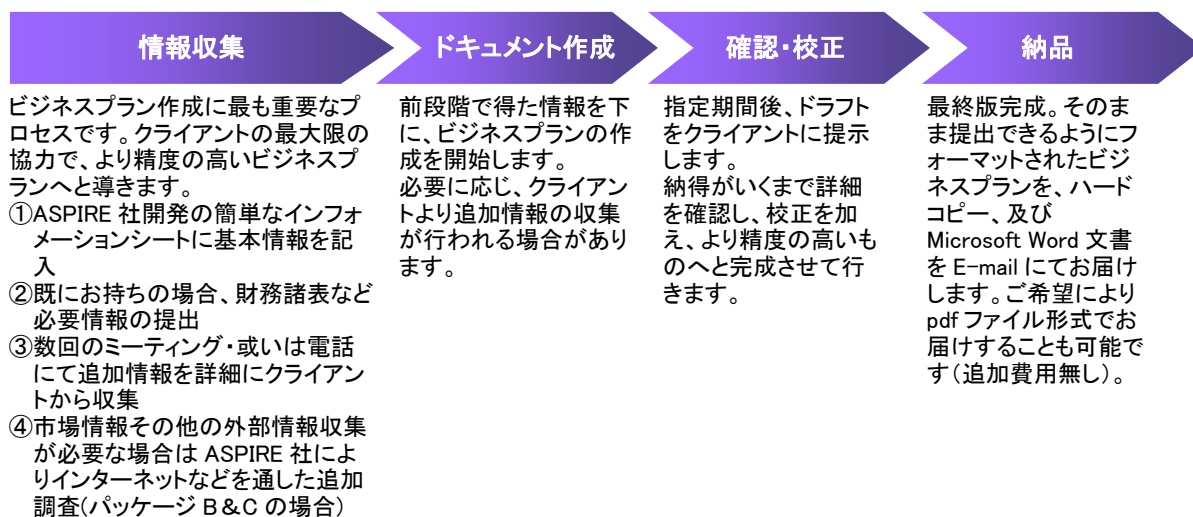 情報収集
ビジネスプラン作成に最も重要なプ
ロセスです。クライアントの最大限の
協力で、より精度の高いビジネスプ
ランへと導きます。
①ASPIRE 社開発の簡単なインフォ
メーションシートに基本情報を記
入
②既にお持ちの場合、財務諸表など
必要情報の提出
③数回のミーティング・或いは電話
にて追加情報を詳細にクライアン
トから収集
④市場情報その他の外部情報収集
が必要な場合は ASPIRE 社によ
りインターネットなどを通した追加
調査(パッケージ B&C の場合)
ドキュメント作成
前段階で得た情報を下
に、ビジネスプランの作
成を開始します。
必要に応じ、クライアン
トより追加情報の収集
が行われる場合があり
ます。
確認・校正
指定期間後、ドラフト
をクライアントに提示
します。
納得がいくまで詳細
を確認し、校正を加
え、より精度の高いも
のへと完成させて行
きます。
納品
最終版完成。そのま
ま提出できるようにフ
ォーマットされたビジ
ネスプランを、ハード
コピー、及び
Microsoft Word 文書
を E-mail にてお届け
します。ご希望により
pdf ファイル形式でお
届けすることも可能で
す(追加費用無し)。